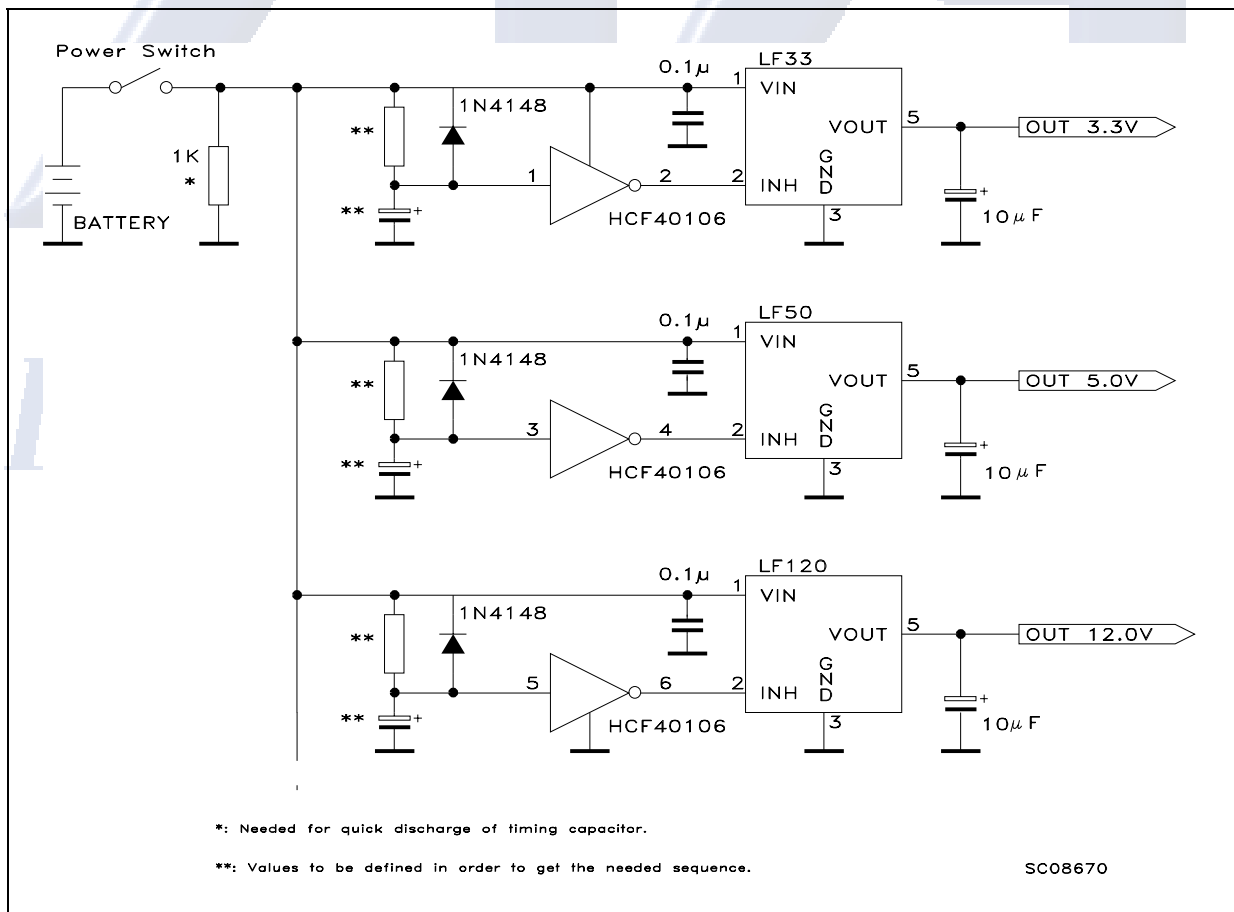 Power Switch
1K
*
BATTERY
**
**
1N4148
1
2
HCF40106
0.1μ
LF33
1
VIN
VOUT
5
2
INH
GND
3
10μF
+
OUT 3.3V
**
**
+
1N4148
3
4
HCF40106
0.1μ
LF50
1
VIN
VOUT
5
2
INH
GND
3
10μF
+
OUT 5.0V
**
**
+
1N4148
5
6
HCF40106
0.1μ
LF120
1
VIN
VOUT
5
2
INH
GND
3
10μF
+
OUT 12.0V
+
*: Needed for quick discharge of timing capacitor.
**: Values to be defined in order to get the needed sequence.
SC08670